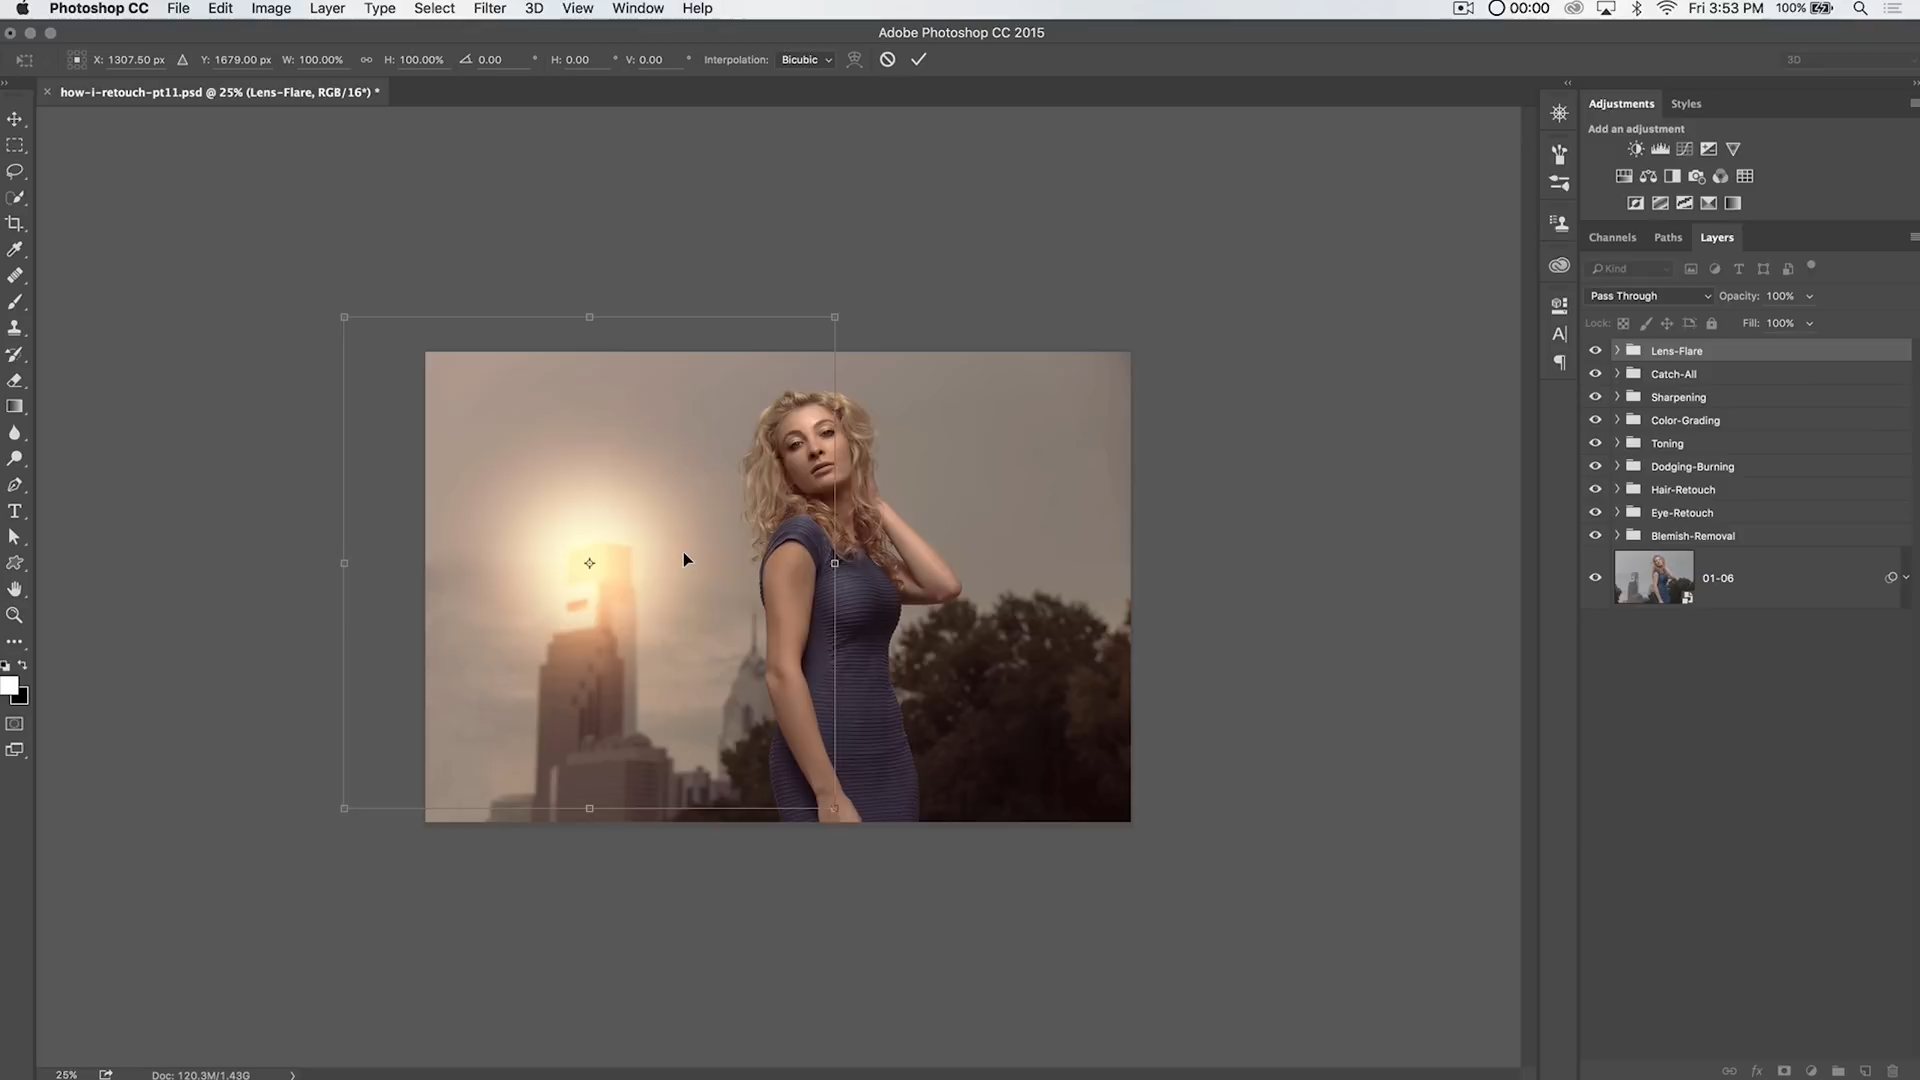 Photoshop CC File Edit Image Layer Type Select Filter 3D View Window Help 00:00 Fri 3:53 PM 100%
Adobe Photoshop CC 2015
X: 1307.50 px Y: 1679.00 px W: 100.00% H: 100.00% 0.00 ° H: 0.00 ° V: 0.00 ° Interpolation: Bicubic 3D
how-i-retouch-pt11.psd @ 25% (Lens-Flare, RGB/16*) *
Adjustments Styles
Add an adjustment
Channels Paths Layers
Kind
Pass Through Opacity: 100%
Lock: Fill: 100%
Lens-Flare
Catch-All
Sharpening
Color-Grading
Toning
Dodging-Burning
Hair-Retouch
Eye-Retouch
Blemish-Removal
01-06
25% Doc: 120.3M/1.43G